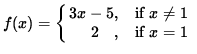 f(x) = { 3x − 5, if x ≠ 1
2 , if x = 1